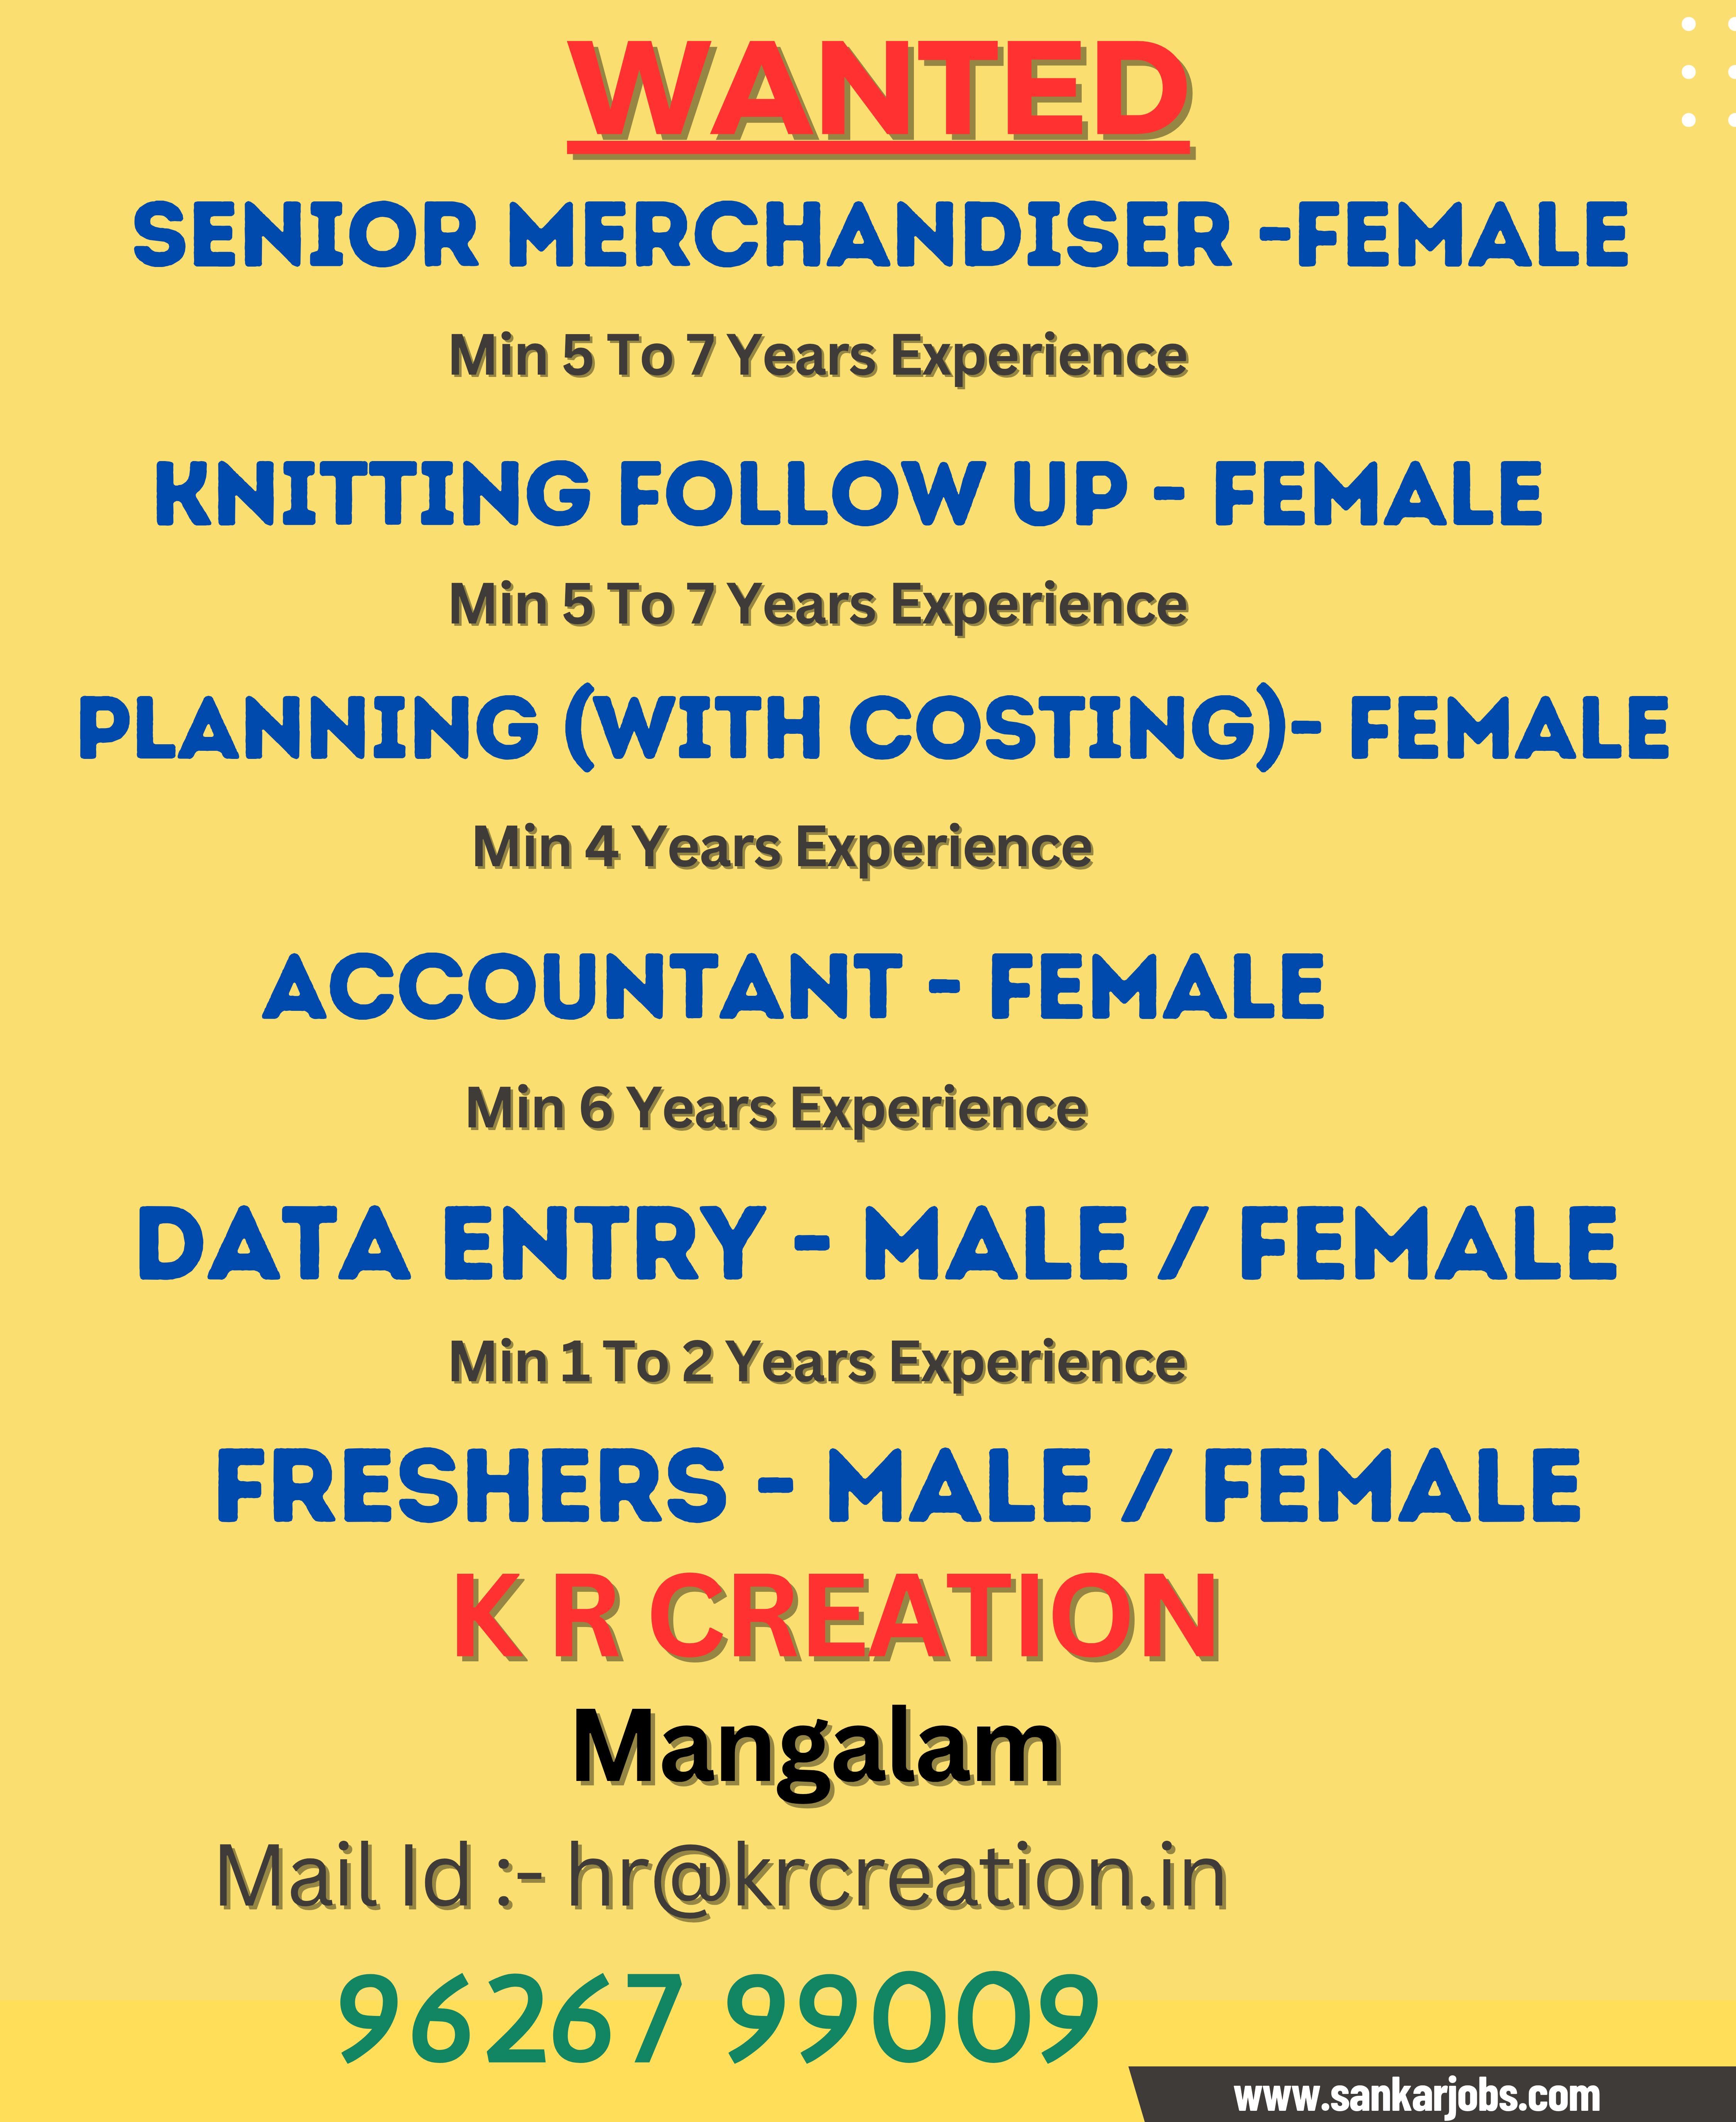 WANTED
SENIOR MERCHANDISER -FEMALE
Min 5 To 7 Years Experience
KNITTING FOLLOW UP - FEMALE
Min 5 To 7 Years Experience
PLANNING (WITH COSTING)- FEMALE
Min 4 Years Experience
ACCOUNTANT - FEMALE
Min 6 Years Experience
DATA ENTRY - MALE / FEMALE
Min 1 To 2 Years Experience
FRESHERS - MALE / FEMALE
K R CREATION
Mangalam
Mail Id :- hr@krcreation.in
96267 99009
www.sankarjobs.com